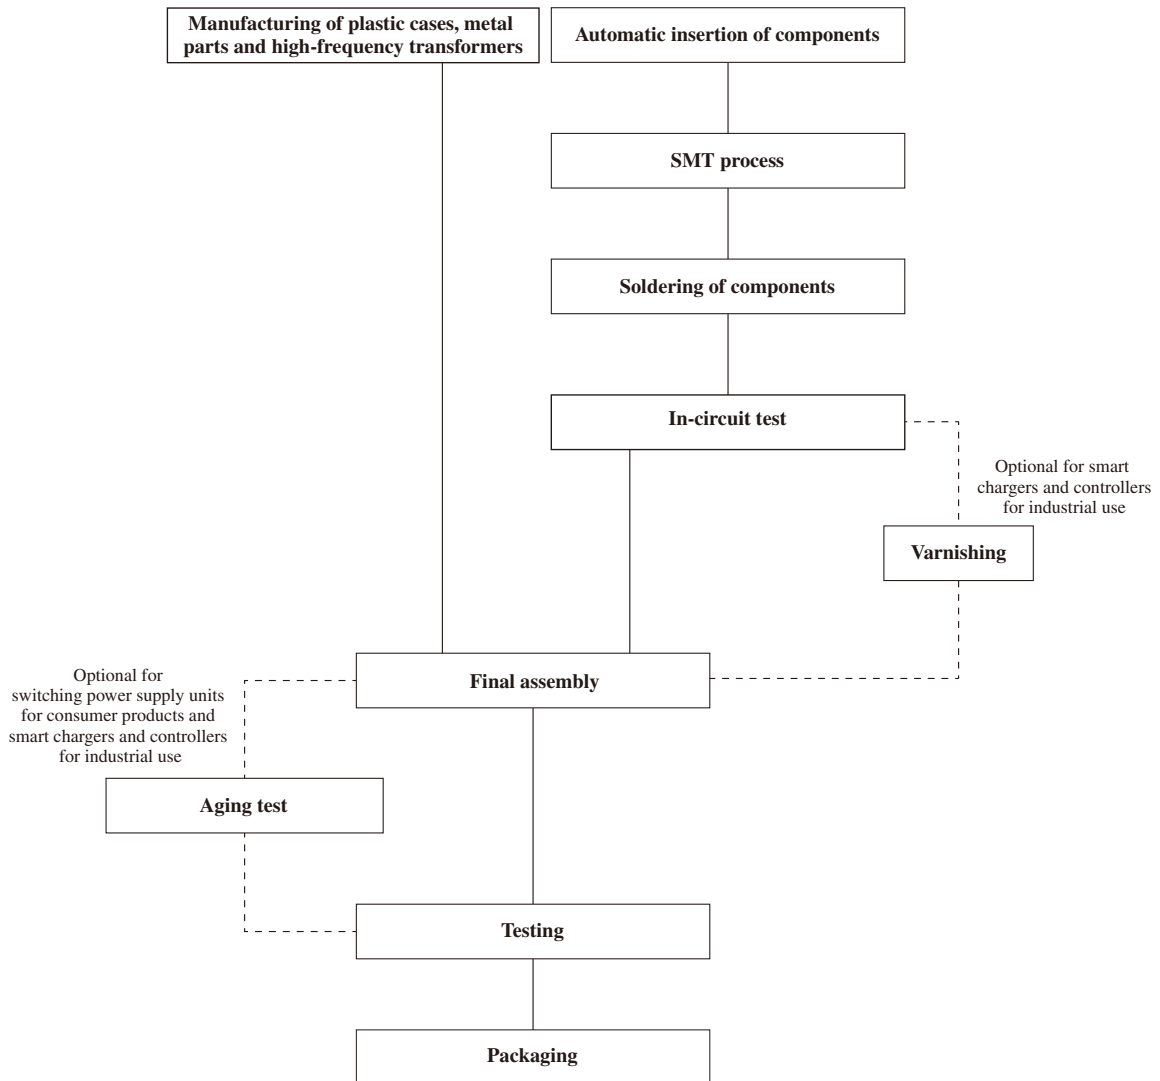 Manufacturing of plastic cases, metal
parts and high-frequency transformers
Automatic insertion of components
SMT process
Soldering of components
In-circuit test
Optional for smart
chargers and controllers
for industrial use
Varnishing
Final assembly
Optional for
switching power supply units
for consumer products and
smart chargers and controllers
for industrial use
Aging test
Testing
Packaging